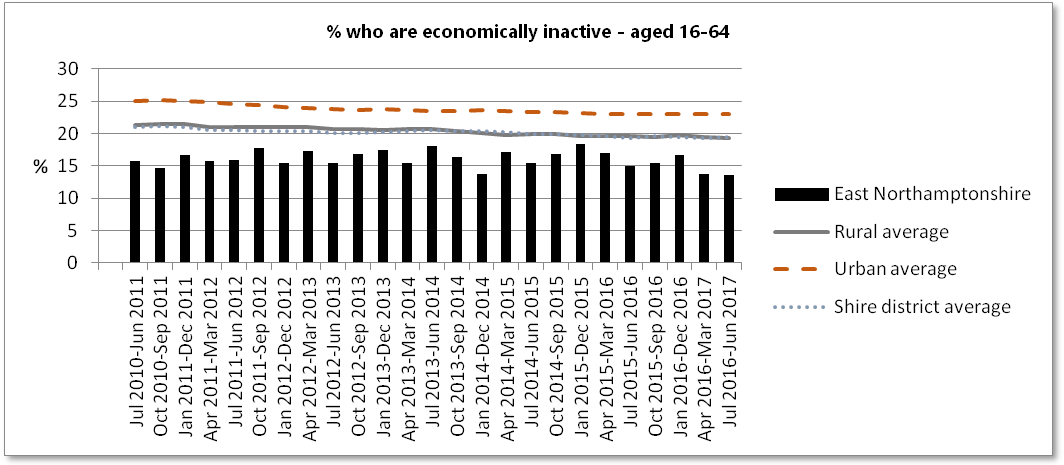 % who are economically inactive - aged 16-64
30
25
20
15
10
5
0
%
Jul 2010-Jun 2011
Oct 2010-Sep 2011
Jan 2011-Dec 2011
Apr 2011-Mar 2012
Jul 2011-Jun 2012
Oct 2011-Sep 2012
Jan 2012-Dec 2012
Apr 2012-Mar 2013
Jul 2012-Jun 2013
Oct 2012-Sep 2013
Jan 2013-Dec 2013
Apr 2013-Mar 2014
Jul 2013-Jun 2014
Oct 2013-Sep 2014
Jan 2014-Dec 2014
Apr 2014-Mar 2015
Jul 2014-Jun 2015
Oct 2014-Sep 2015
Jan 2015-Dec 2015
Apr 2015-Mar 2016
Jul 2015-Jun 2016
Oct 2015-Sep 2016
Jan 2016-Dec 2016
Apr 2016-Mar 2017
Jul 2016-Jun 2017
East Northamptonshire
Rural average
Urban average
Shire district average